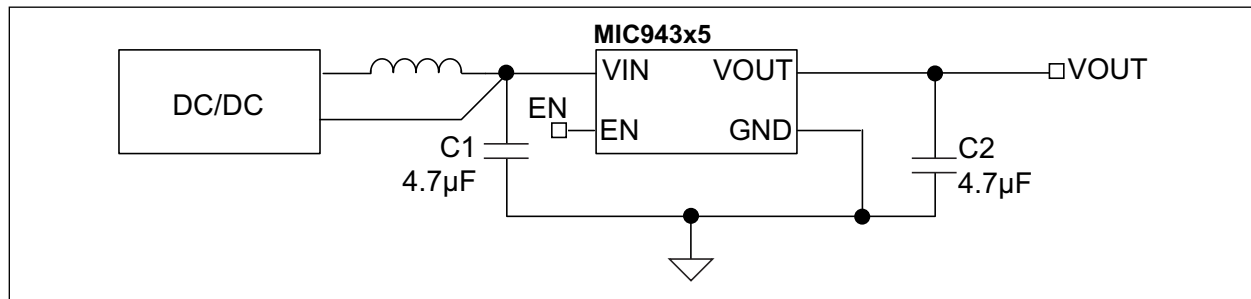 MIC943x5
DC/DC
VIN
VOUT
VOUT
EN
EN
GND
C1
4.7µF
C2
4.7µF